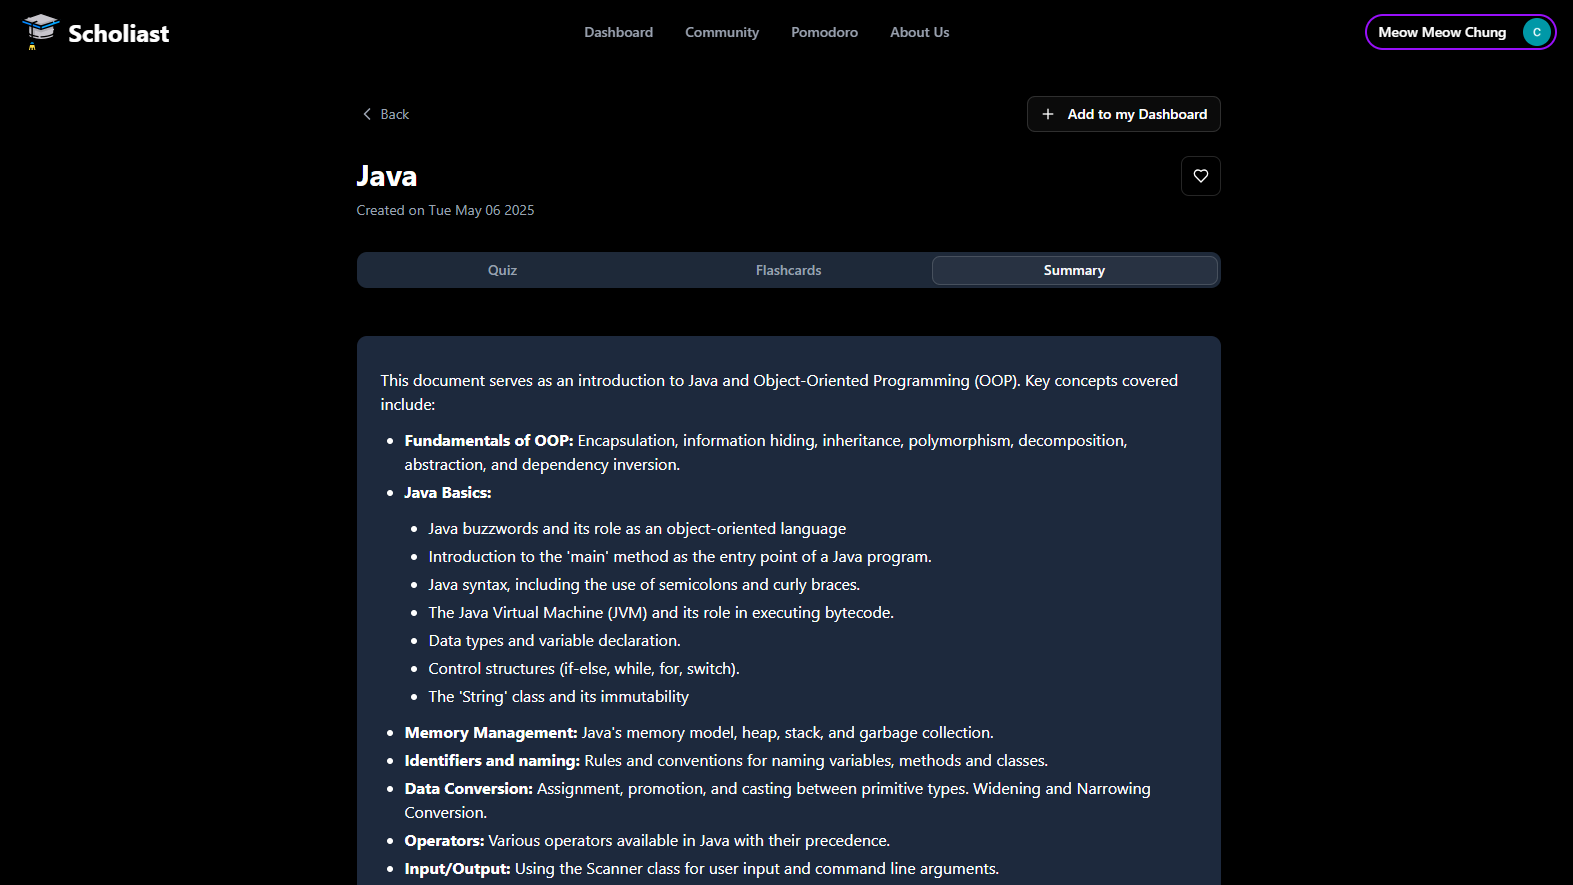 Scholiast
Dashboard
Community
Pomodoro
About Us
Meow Meow Chung
C
Back
Add to my Dashboard
Java
Created on Tue May 06 2025
Quiz
Flashcards
Summary
This document serves as an introduction to Java and Object-Oriented Programming (OOP). Key concepts covered
include:
Fundamentals of OOP: Encapsulation, information hiding, inheritance, polymorphism, decomposition,
abstraction, and dependency inversion.
Java Basics:
Java buzzwords and its role as an object-oriented language
Introduction to the 'main' method as the entry point of a Java program.
Java syntax, including the use of semicolons and curly braces.
The Java Virtual Machine (JVM) and its role in executing bytecode.
Data types and variable declaration.
Control structures (if-else, while, for, switch).
The 'String' class and its immutability
Memory Management: Java's memory model, heap, stack, and garbage collection.
Identifiers and naming: Rules and conventions for naming variables, methods and classes.
Data Conversion: Assignment, promotion, and casting between primitive types. Widening and Narrowing
Conversion.
Operators: Various operators available in Java with their precedence.
Input/Output: Using the Scanner class for user input and command line arguments.